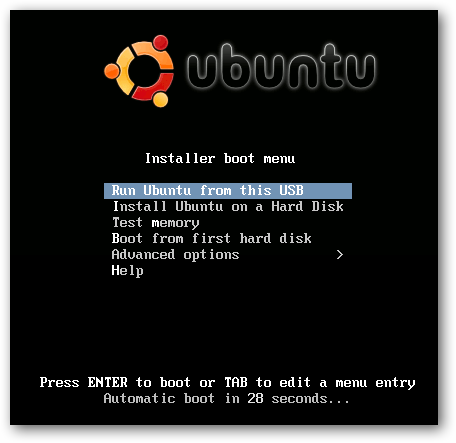 ubuntu
Installer boot menu
Run Ubuntu from this USB
Install Ubuntu on a Hard Disk
Test memory
Boot from first hard disk
Advanced options >
Help
Press ENTER to boot or TAB to edit a menu entry
Automatic boot in 28 seconds...